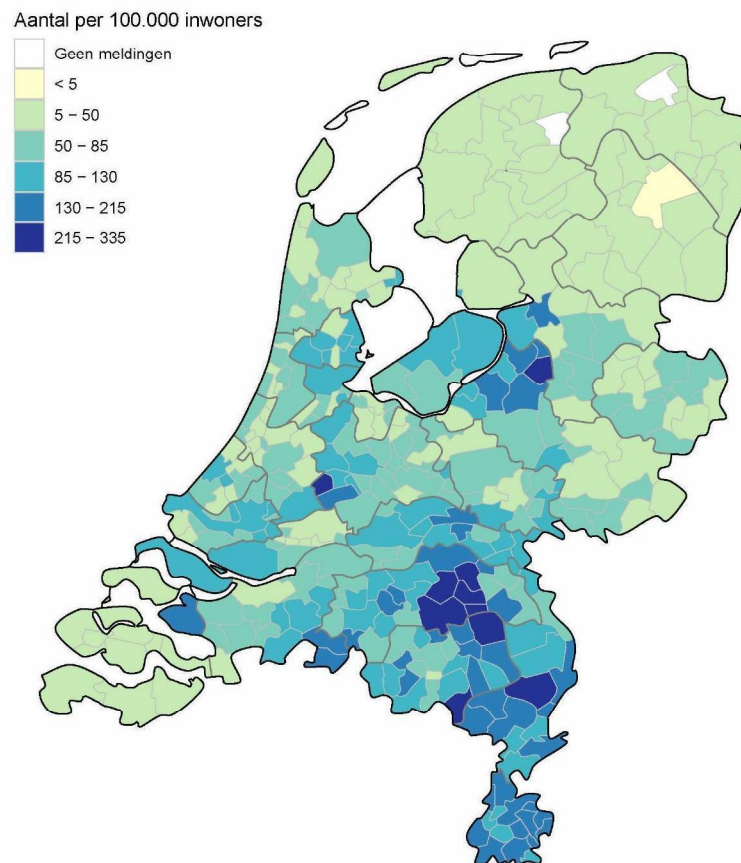 Aantal per 100.000 inwoners
Geen meldingen
< 5
5 − 50
50 − 85
85 − 130
130 − 215
215 − 335